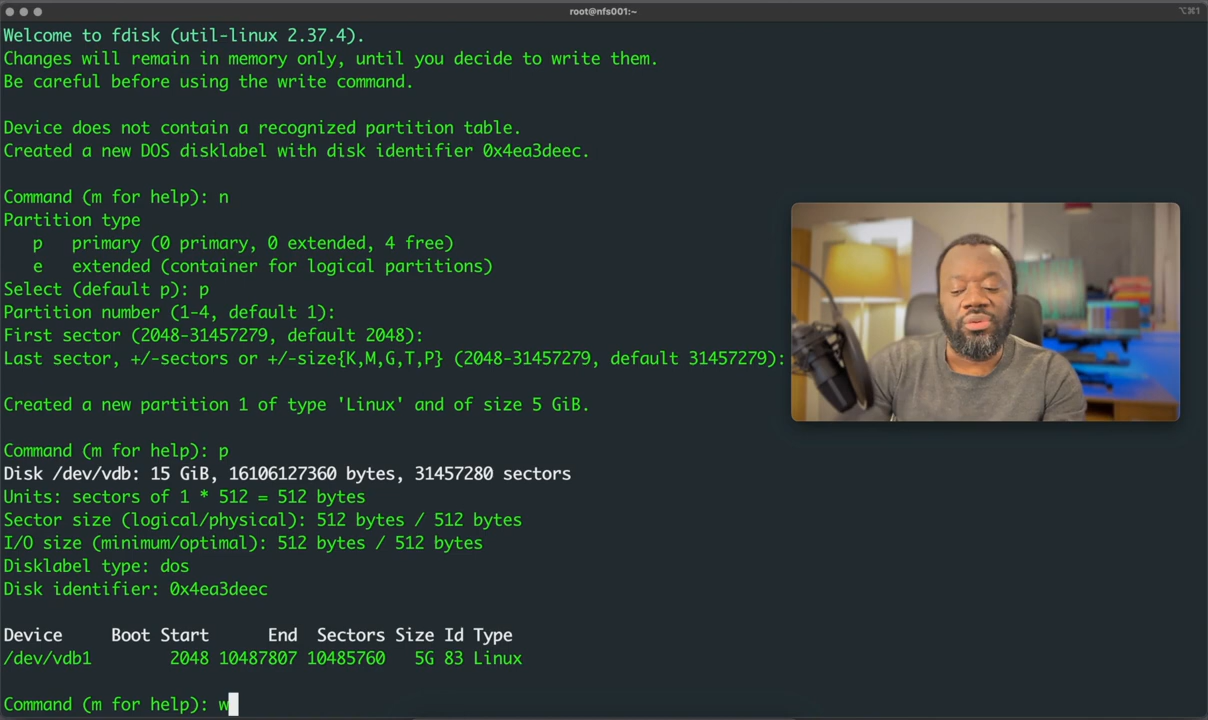 root@nfs001:~
⌥⌘1
Welcome to fdisk (util-linux 2.37.4).
Changes will remain in memory only, until you decide to write them.
Be careful before using the write command.
Device does not contain a recognized partition table.
Created a new DOS disklabel with disk identifier 0x4ea3deec.
Command (m for help): n
Partition type
   p   primary (0 primary, 0 extended, 4 free)
   e   extended (container for logical partitions)
Select (default p): p
Partition number (1-4, default 1):
First sector (2048-31457279, default 2048):
Last sector, +/-sectors or +/-size{K,M,G,T,P} (2048-31457279, default 31457279):
Created a new partition 1 of type 'Linux' and of size 5 GiB.
Command (m for help): p
Disk /dev/vdb: 15 GiB, 16106127360 bytes, 31457280 sectors
Units: sectors of 1 * 512 = 512 bytes
Sector size (logical/physical): 512 bytes / 512 bytes
I/O size (minimum/optimal): 512 bytes / 512 bytes
Disklabel type: dos
Disk identifier: 0x4ea3deec
Device     Boot Start      End  Sectors Size Id Type
/dev/vdb1        2048 10487807 10485760   5G 83 Linux
Command (m for help): w